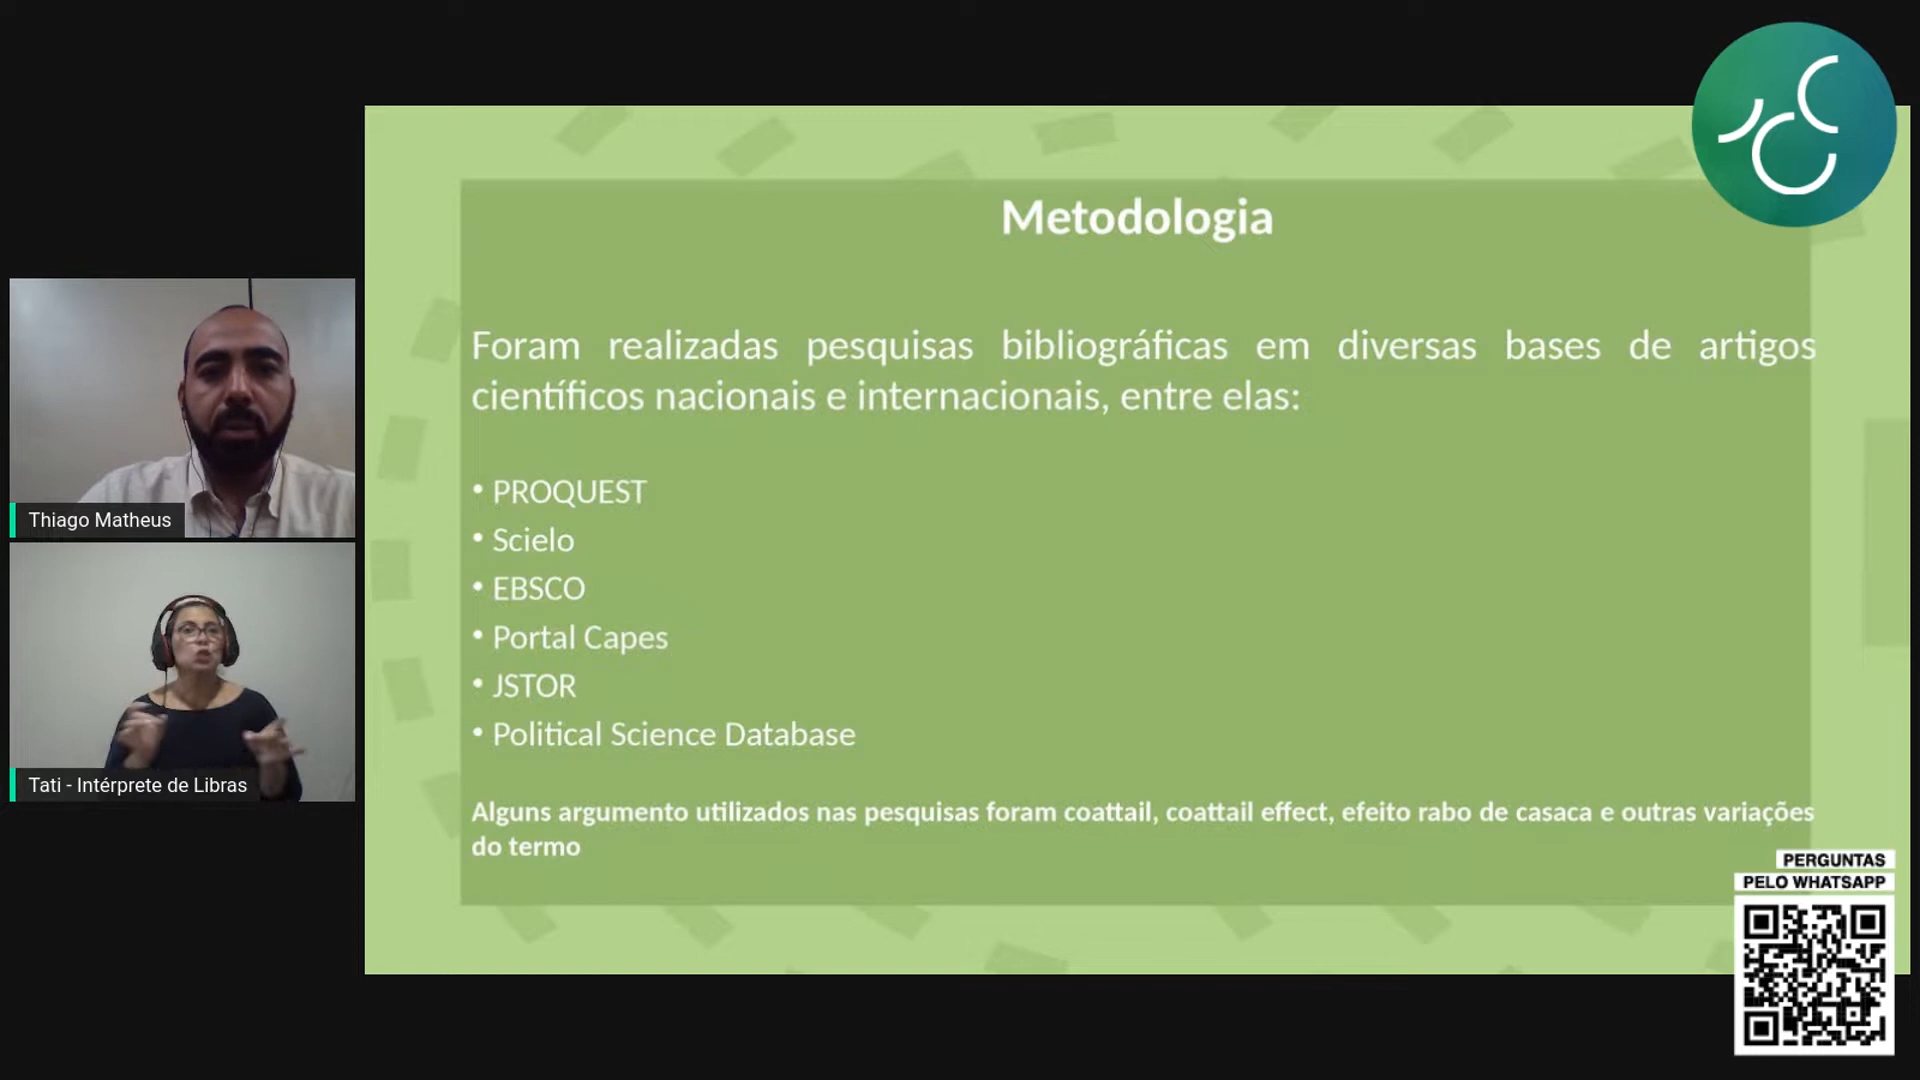 Metodologia
Foram realizadas pesquisas bibliográficas em diversas bases de artigos
científicos nacionais e internacionais, entre elas:
• PROQUEST
• Scielo
• EBSCO
• Portal Capes
• JSTOR
• Political Science Database
Alguns argumento utilizados nas pesquisas foram coattail, coattail effect, efeito rabo de casaca e outras variações
do termo
Thiago Matheus
Tati - Intérprete de Libras
PERGUNTAS
PELO WHATSAPP